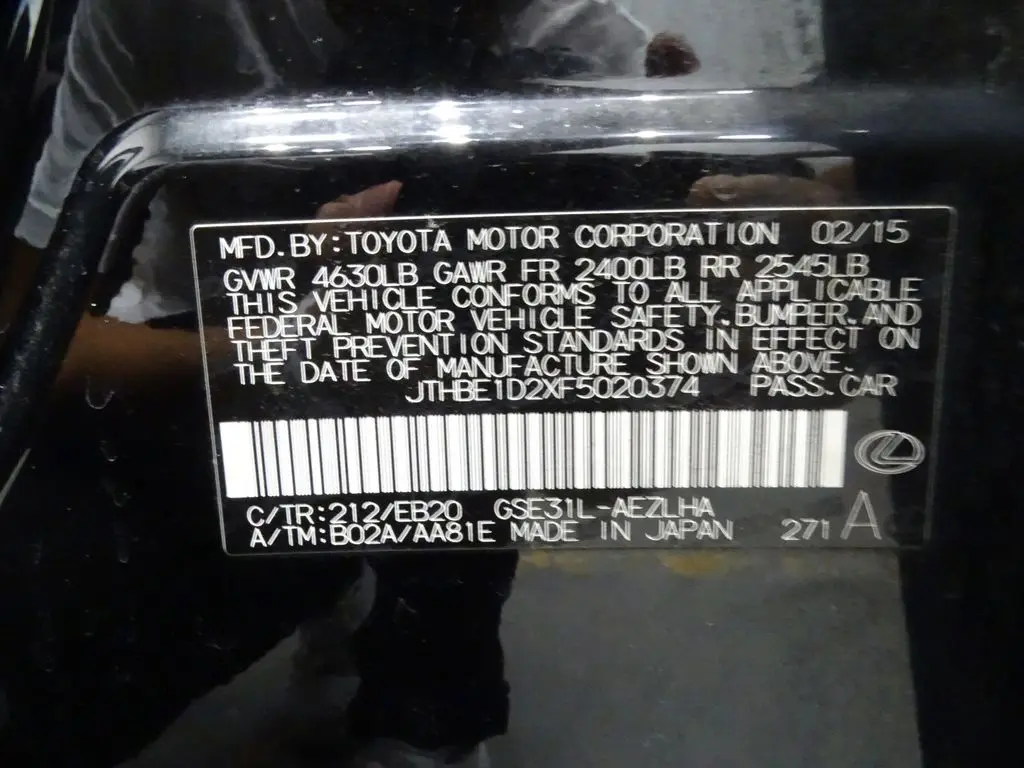 MFD.BY:TOYOTA MOTOR CORPORATION 02/15
GVWR 4630LB GAWR FR 2400LB RR 2545LB
THIS VEHICLE CONFORMS TO ALL APPLICABLE
FEDERAL MOTOR VEHICLE SAFETY,BUMPER,AND
THEFT PREVENTION STANDARDS IN EFFECT ON
THE DATE OF MANUFACTURE SHOWN ABOVE.
JTHBE1D2XF5020374 PASS.CAR
C/TR:212/EB20 GSE31L-AEZLHA
A/TM:B02A/AA81E MADE IN JAPAN 271 A